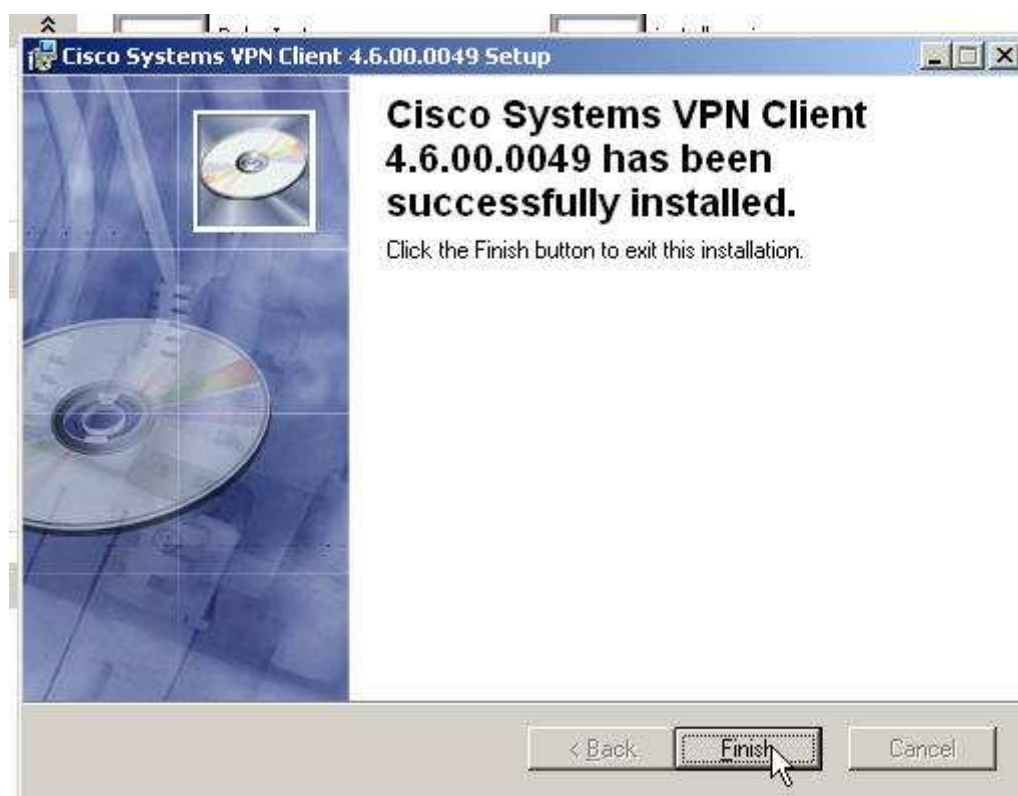 Cisco Systems VPN Client 4.6.00.0049 Setup
Cisco Systems VPN Client
4.6.00.0049 has been
successfully installed.
Click the Finish button to exit this installation.
< Back
Finish
Cancel